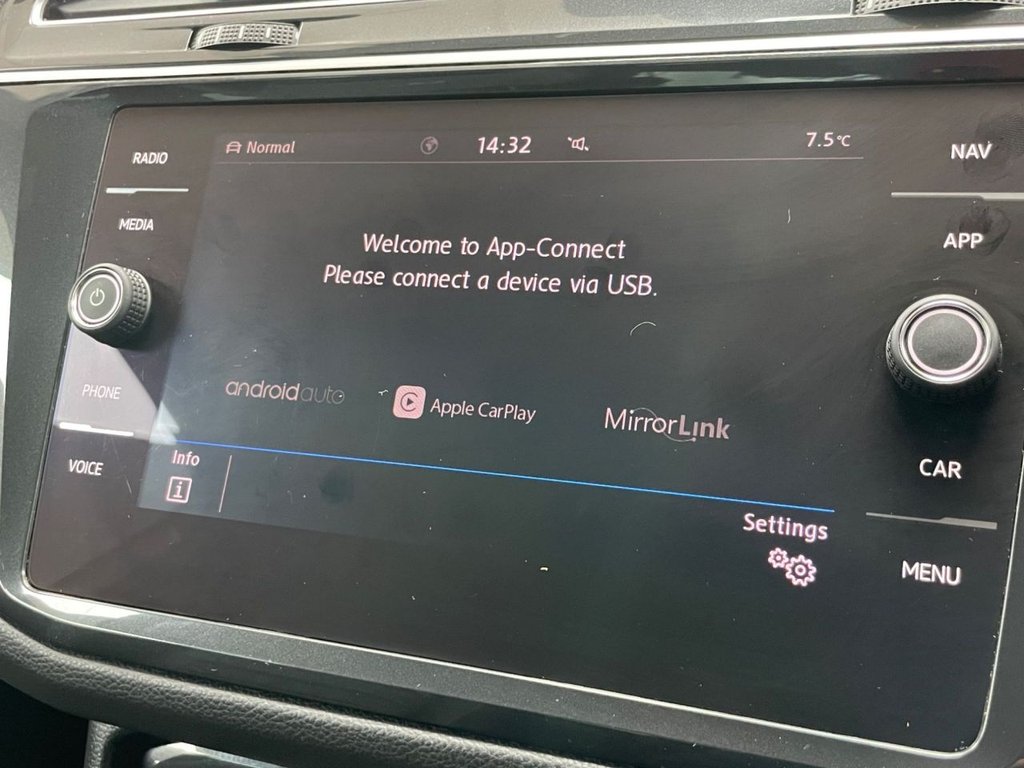 RADIO
MEDIA
PHONE
VOICE
Normal 14:32 7.5°C
Welcome to App-Connect
Please connect a device via USB.
androidauto Apple CarPlay MirrorLink
Info
i
Settings
NAV
APP
CAR
MENU